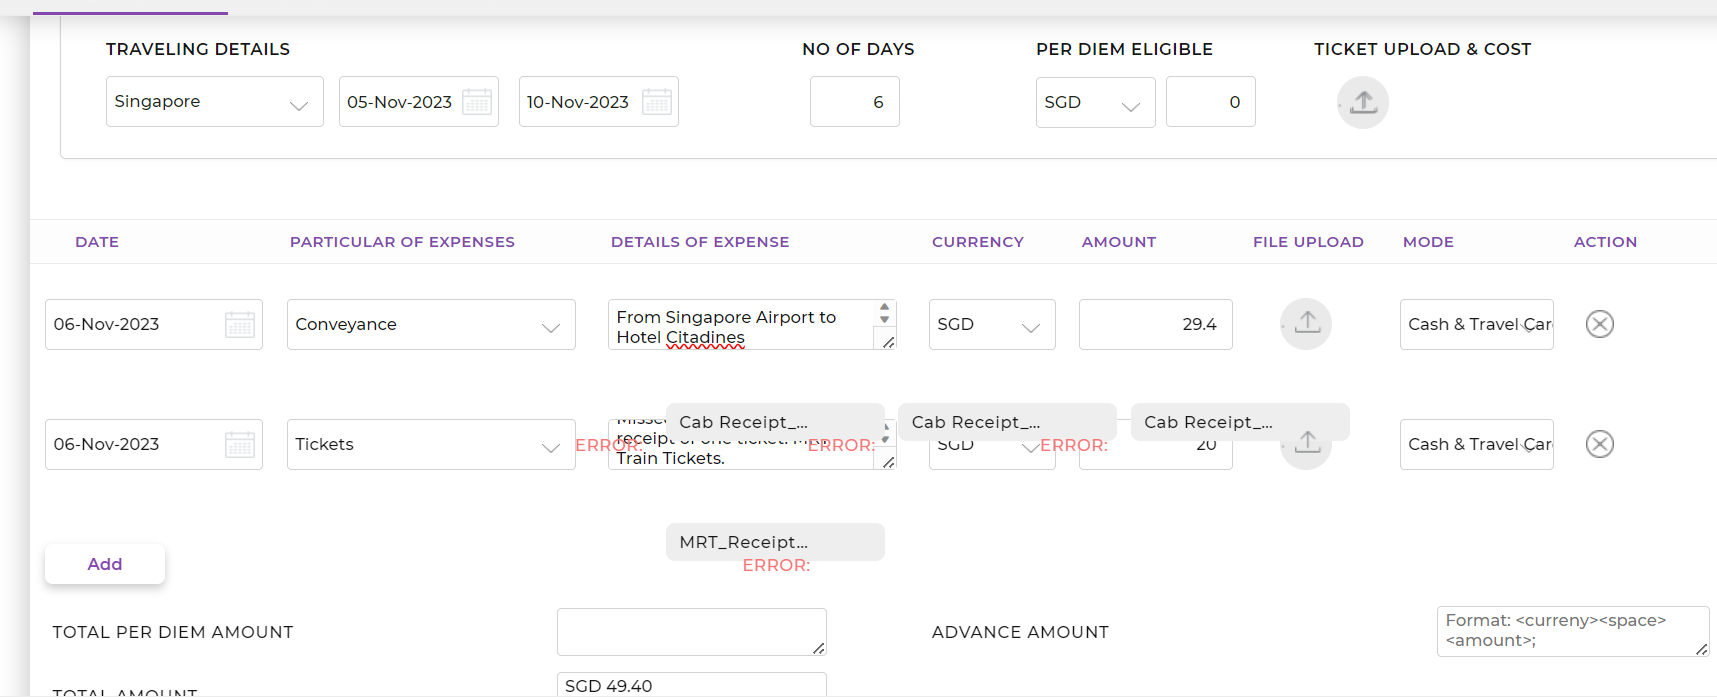 TRAVELING DETAILS NO OF DAYS PER DIEM ELIGIBLE TICKET UPLOAD & COST
Singapore 05-Nov-2023 10-Nov-2023 6 SGD 0
DATE PARTICULAR OF EXPENSES DETAILS OF EXPENSE CURRENCY AMOUNT FILE UPLOAD MODE ACTION
06-Nov-2023 Conveyance From Singapore Airport to SGD 29.4 Cash & Travel Car
Hotel Citadines
Cab Receipt_... Cab Receipt_... Cab Receipt_...
06-Nov-2023 Tickets ERROR: receipt of one ticket. ERROR: SGD ERROR: 20 Cash & Travel Car
Train Tickets.
MRT_Receipt...
ERROR:
Add
TOTAL PER DIEM AMOUNT ADVANCE AMOUNT Format: <curreny><space>
<amount>;
TOTAL AMOUNT SGD 49.40